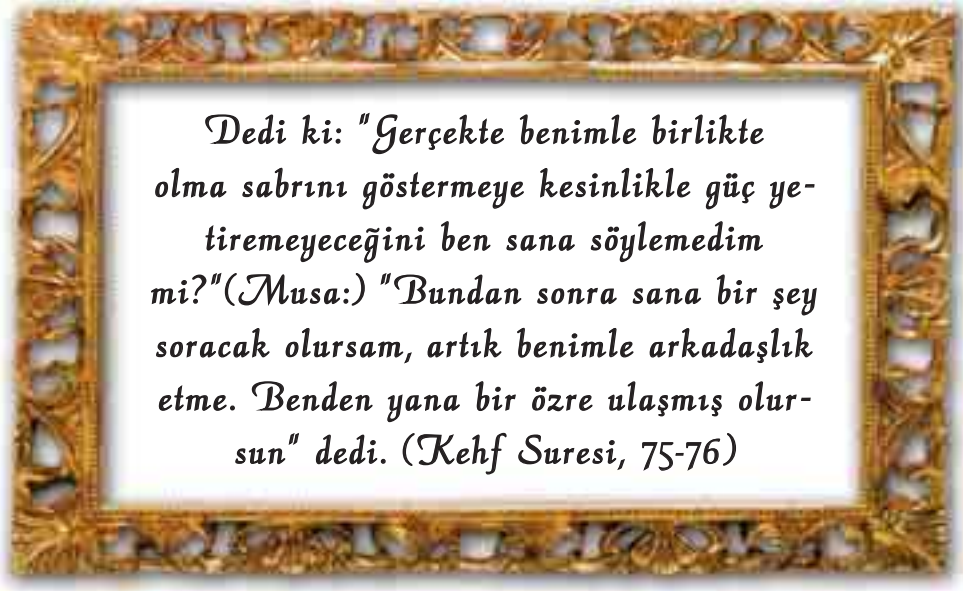 Dedi ki: "Gerçekte benimle birlikte
olma sabrını göstermeye kesinlikle güç ye-
tiremeyeceğini ben sana söylemedim
mi?"(Musa:) "Bundan sonra sana bir şey
soracak olursam, artık benimle arkadaşlık
etme. Benden yana bir özre ulaşmış olur-
sun" dedi. (Kehf Suresi, 75-76)